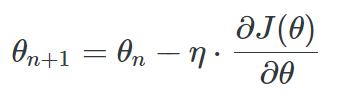 θₙ₊₁ = θₙ − η · ∂J(θ)/∂θ